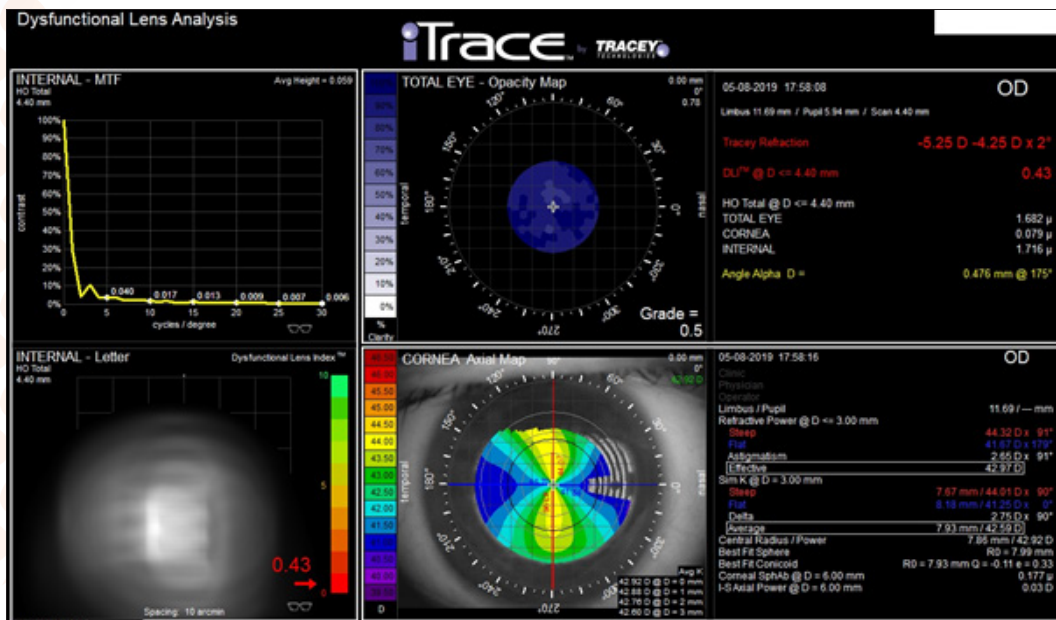 Dysfunctional Lens Analysis
iTrace by TRACEY TECHNOLOGIES
INTERNAL - MTF
Avg Height = 0.059
HO Total
4.40 mm
100%
90%
80%
70%
60%
50%
40%
30%
20%
10%
0%
contrast
0.040 0.017 0.013 0.009 0.007 0.006
0 5 10 15 20 25 30
cycles / degree
TOTAL EYE - Opacity Map
0.00 mm
0°
0.78
90%
80%
70%
60%
50%
40%
30%
20%
10%
0%
%
Clarity
120° 60°
150° 30°
temporal 180° 0° nasal
210° 330°
240° 300°
270°
Grade =
0.5
05-08-2019 17:58:08 OD
Limbus 11.69 mm / Pupil 5.94 mm / Scan 4.40 mm
Tracey Refraction -5.25 D -4.25 D x 2°
DLI™ @ D <= 4.40 mm 0.43
HO Total @ D <= 4.40 mm
TOTAL EYE 1.682 µ
CORNEA 0.079 µ
INTERNAL 1.716 µ
Angle Alpha D = 0.476 mm @ 175°
INTERNAL - Letter
Dysfunctional Lens Index™
HO Total
4.40 mm
10
5
0
0.43
Spacing: 10 arcmin
CORNEA Axial Map
0.00 mm
0°
42.92 D
46.00
45.50
45.00
44.50
44.00
43.50
43.00
42.50
42.00
41.50
D
90°
120° 60°
150° 30°
temporal 180° 0° nasal
210° 330°
240° 300°
270°
Avg K
42.92 D @ D = 0 mm
42.88 D @ D = 1 mm
42.76 D @ D = 2 mm
42.60 D @ D = 3 mm
05-08-2019 17:58:16 OD
Clinic
Physician
Operator
Limbus / Pupil 11.69 / --- mm
Refractive Power @ D <= 3.00 mm
Steep 44.32 D x 91°
Flat 41.67 D x 179°
Astigmatism 2.65 D x 91°
Effective 42.97 D
Sim K @ D = 3.00 mm
Steep 7.67 mm / 44.01 D x 90°
Flat 8.18 mm / 41.25 D x 0°
Delta 2.75 D x 90°
Average 7.93 mm / 42.59 D
Central Radius / Power 7.86 mm / 42.92 D
Best Fit Sphere R0 = 7.99 mm
Best Fit Conicoid R0 = 7.93 mm Q = -0.11 e = 0.33
Corneal SphAb @ D = 6.00 mm 0.177 µ
I-S Axial Power @ D = 6.00 mm 0.03 D